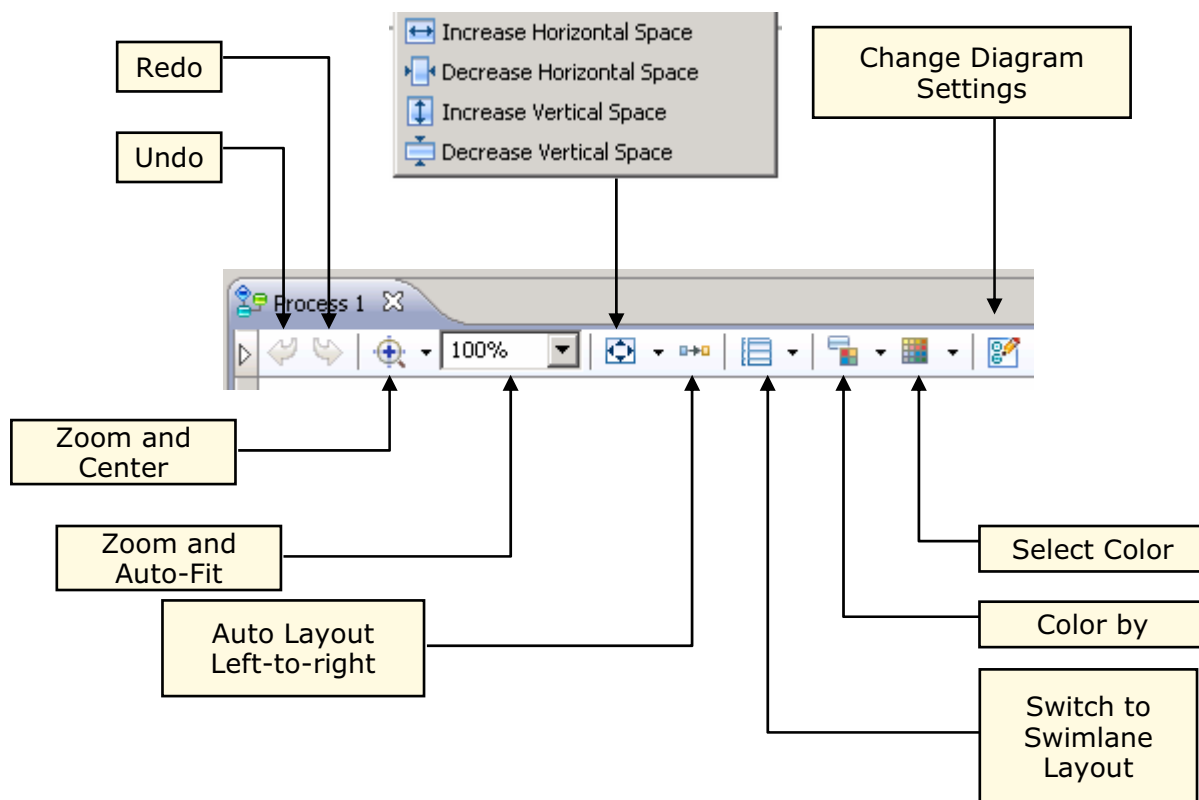 Increase Horizontal Space
Decrease Horizontal Space
Increase Vertical Space
Decrease Vertical Space
Redo
Undo
Change Diagram
Settings
Process 1
100%
Zoom and
Center
Zoom and
Auto-Fit
Auto Layout
Left-to-right
Select Color
Color by
Switch to
Swimlane
Layout